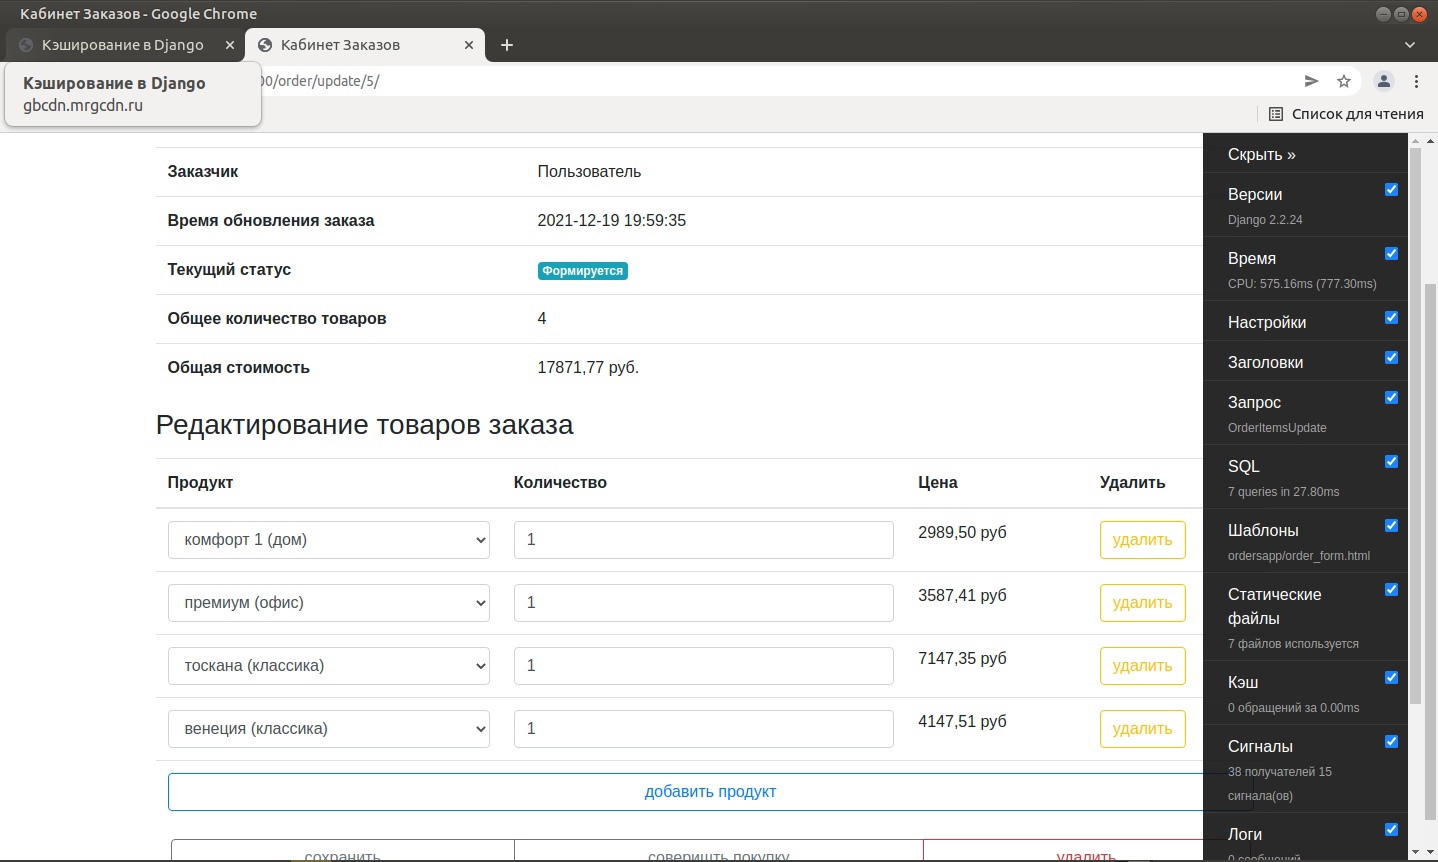 Кабинет Заказов - Google Chrome
Кэширование в Django
Кабинет Заказов
Кэширование в Django
gbcdn.mrgcdn.ru
00/order/update/5/
Список для чтения
Заказчик Пользователь
Время обновления заказа 2021-12-19 19:59:35
Текущий статус Формируется
Общее количество товаров 4
Общая стоимость 17871,77 руб.
Редактирование товаров заказа
Продукт Количество Цена Удалить
комфорт 1 (дом) 1 2989,50 руб удалить
премиум (офис) 1 3587,41 руб удалить
тоскана (классика) 1 7147,35 руб удалить
венеция (классика) 1 4147,51 руб удалить
добавить продукт
сохранить совершить покупку удалить
Скрыть »
Версии
Django 2.2.24
Время
CPU: 575.16ms (777.30ms)
Настройки
Заголовки
Запрос
OrderItemsUpdate
SQL
7 queries in 27.80ms
Шаблоны
ordersapp/order_form.html
Статические
файлы
7 файлов используется
Кэш
0 обращений за 0.00ms
Сигналы
38 получателей 15
сигнала(ов)
Логи
0 сообщений